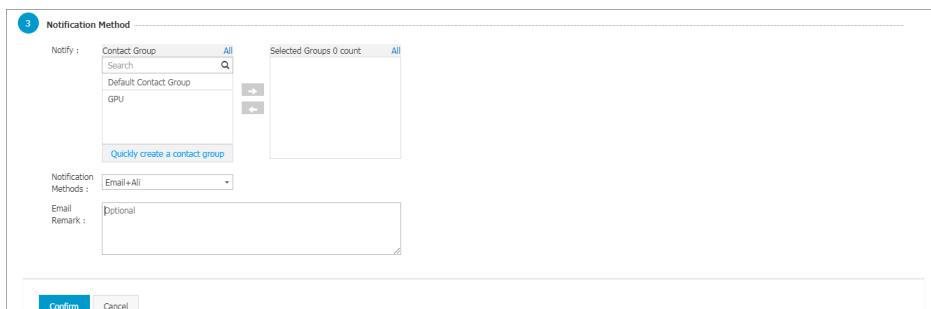 3 Notification Method
Notify : Contact Group All Selected Groups 0 count All
Search
Default Contact Group
GPU
Quickly create a contact group
Notification Methods : Email+Ali
Email Remark : Optional
Confirm Cancel